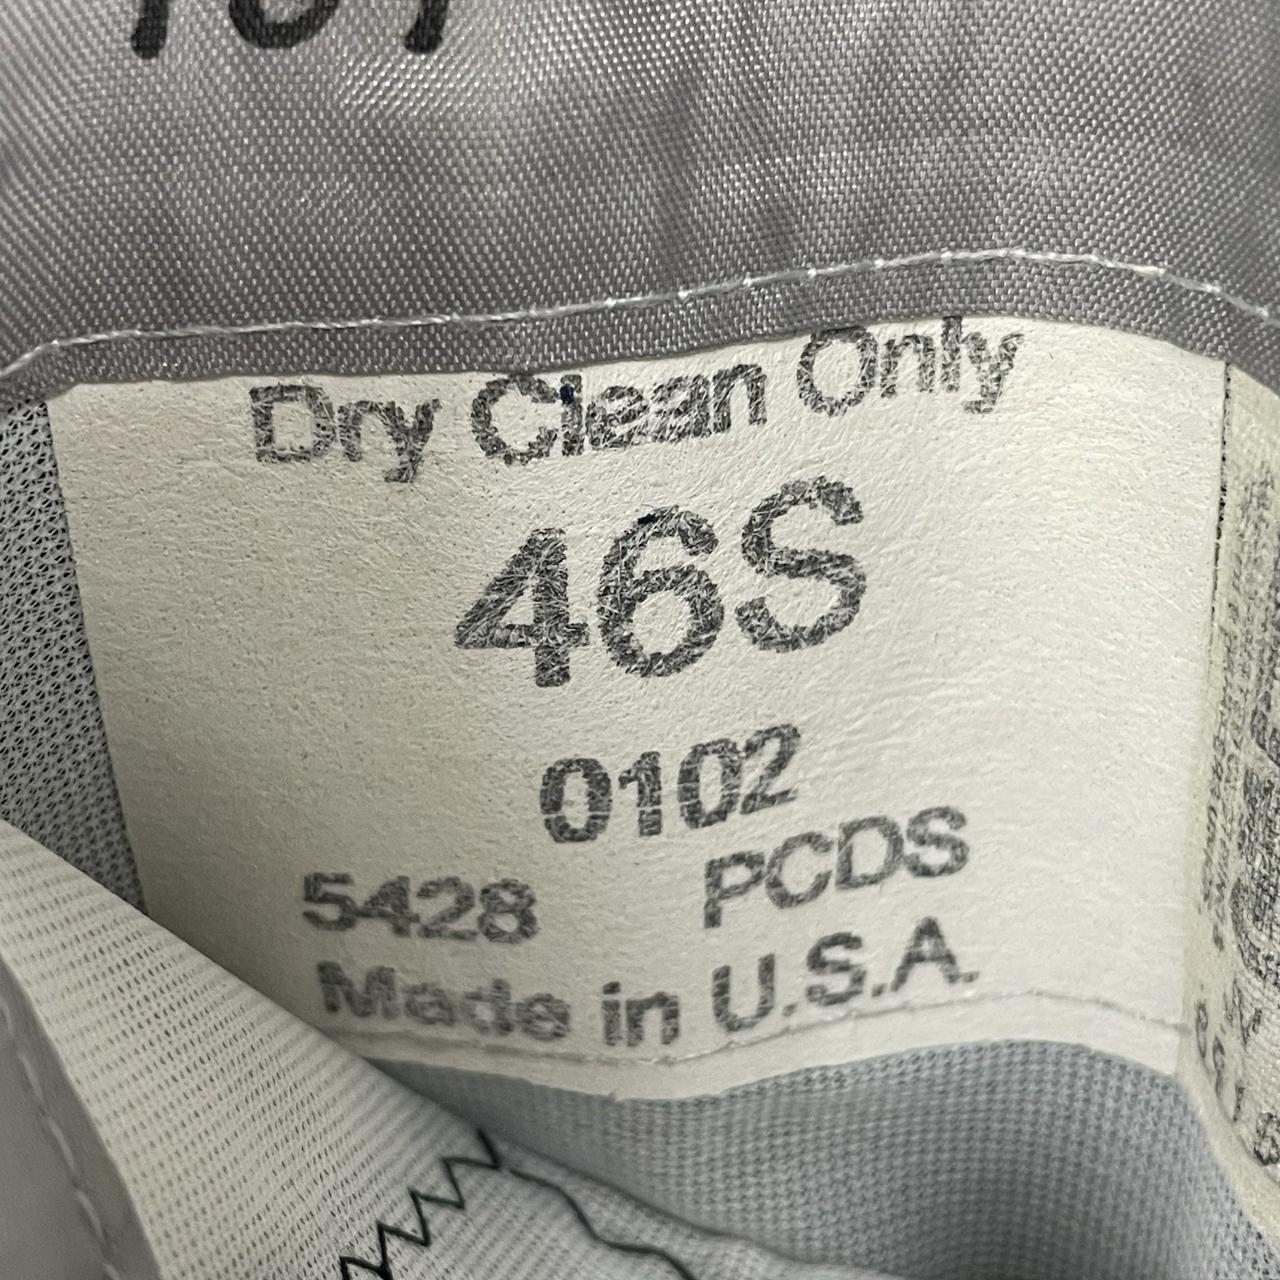 Dry Clean Only
46S
0102
5428 PCDS
Made in U.S.A.